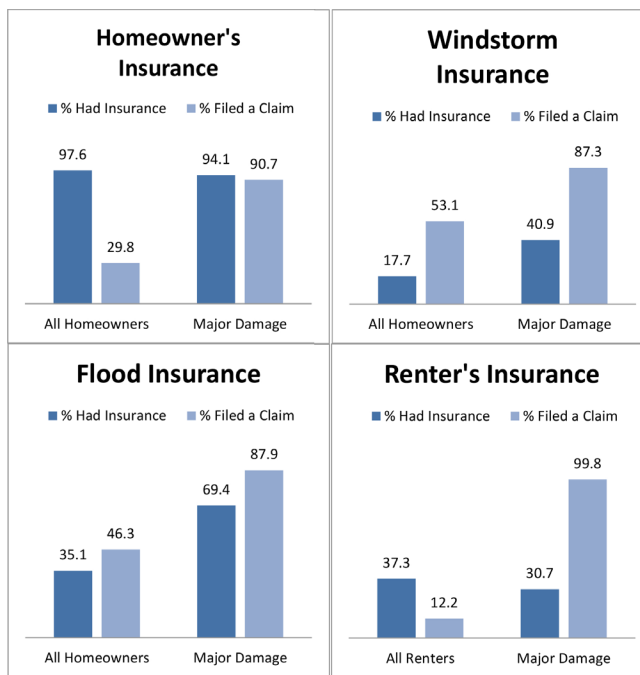 Homeowner's
Insurance
% Had Insurance % Filed a Claim
97.6
29.8
94.1
90.7
All Homeowners Major Damage
Windstorm
Insurance
% Had Insurance % Filed a Claim
17.7
53.1
40.9
87.3
All Homeowners Major Damage
Flood Insurance
% Had Insurance % Filed a Claim
35.1
46.3
69.4
87.9
All Homeowners Major Damage
Renter's Insurance
% Had Insurance % Filed a Claim
37.3
12.2
30.7
99.8
All Renters Major Damage